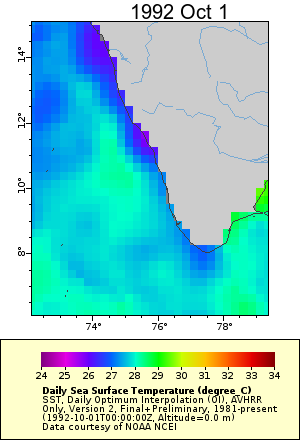 1992 Oct 1
14°
12°
10°
8°
74° 76° 78°
24 25 26 27 28 29 30 31 32 33 34
Daily Sea Surface Temperature (degree_C)
SST, Daily Optimum Interpolation (OI), AVHRR
Only, Version 2, Final+Preliminary, 1981-present
(1992-10-01T00:00:00Z, Altitude=0.0 m)
Data courtesy of NOAA NCEI